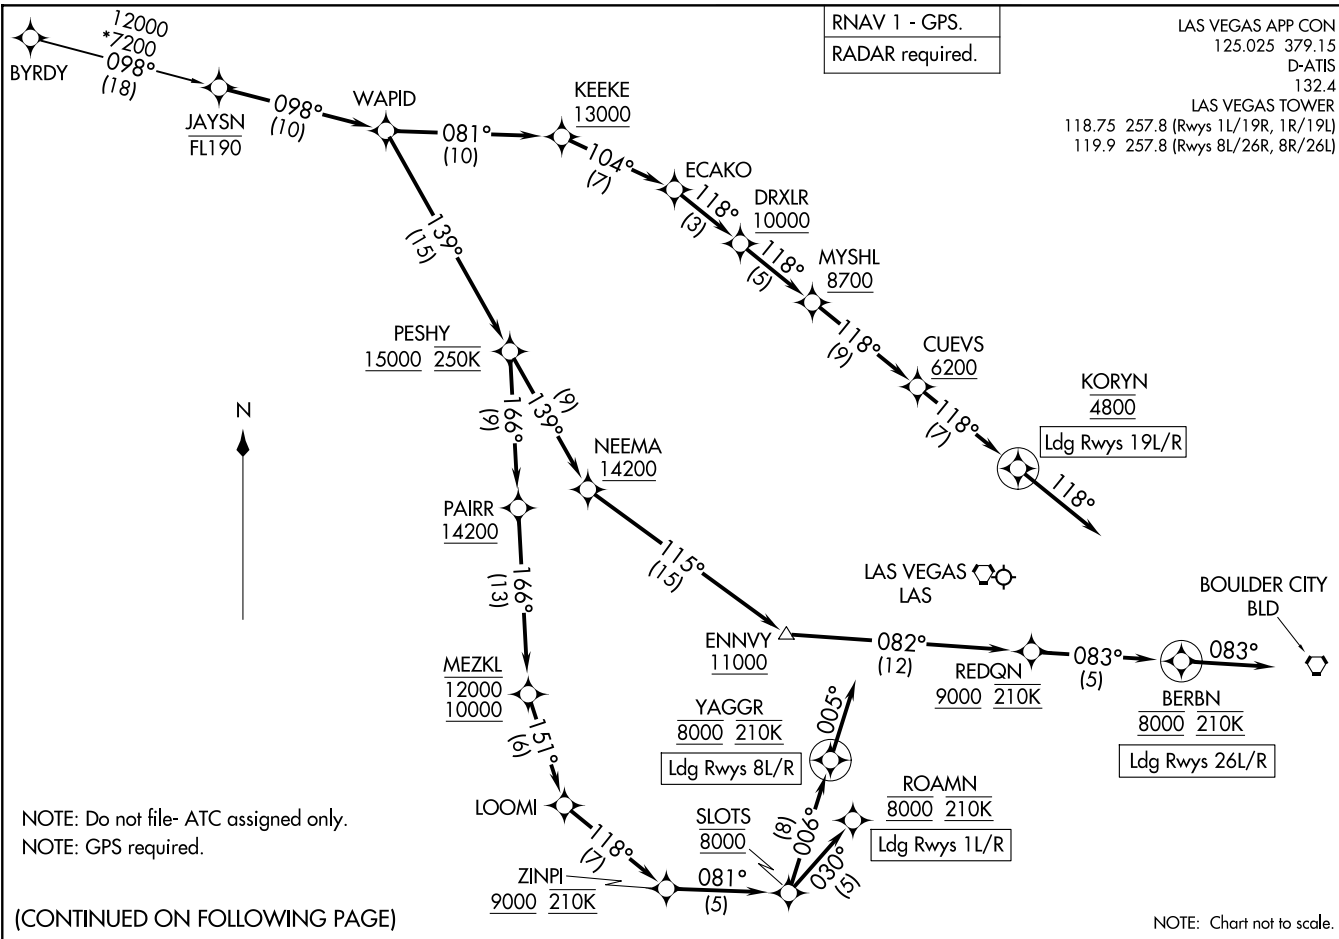 RNAV 1 - GPS.
RADAR required.
LAS VEGAS APP CON
125.025 379.15
D-ATIS
132.4
LAS VEGAS TOWER
118.75 257.8 (Rwys 1L/19R, 1R/19L)
119.9 257.8 (Rwys 8L/26R, 8R/26L)
BYRDY
12000
*7200
098°
(18)
JAYSN
FL190
098°
(10)
WAPID
081°
(10)
KEEKE
13000
104°
(7)
ECAKO
118°
(3)
DRXLR
10000
118°
(5)
MYSHL
8700
118°
(9)
CUEVS
6200
118°
(7)
KORYN
4800
Ldg Rwys 19L/R
118°
139°
(15)
PESHY
15000 250K
166°
(9)
139°
(9)
NEEMA
14200
PAIRR
14200
N
115°
(15)
166°
(13)
LAS VEGAS
LAS
BOULDER CITY
BLD
ENNVY
11000
082°
(12)
REDQN
9000 210K
083°
(5)
083°
BERBN
8000 210K
Ldg Rwys 26L/R
MEZKL
12000
10000
151°
(6)
YAGGR
8000 210K
Ldg Rwys 8L/R
005°
LOOMI
118°
(7)
SLOTS
8000
006°
(8)
ROAMN
8000 210K
Ldg Rwys 1L/R
030°
(5)
ZINPI
9000 210K
081°
(5)
NOTE: Do not file- ATC assigned only.
NOTE: GPS required.
(CONTINUED ON FOLLOWING PAGE)
NOTE: Chart not to scale.